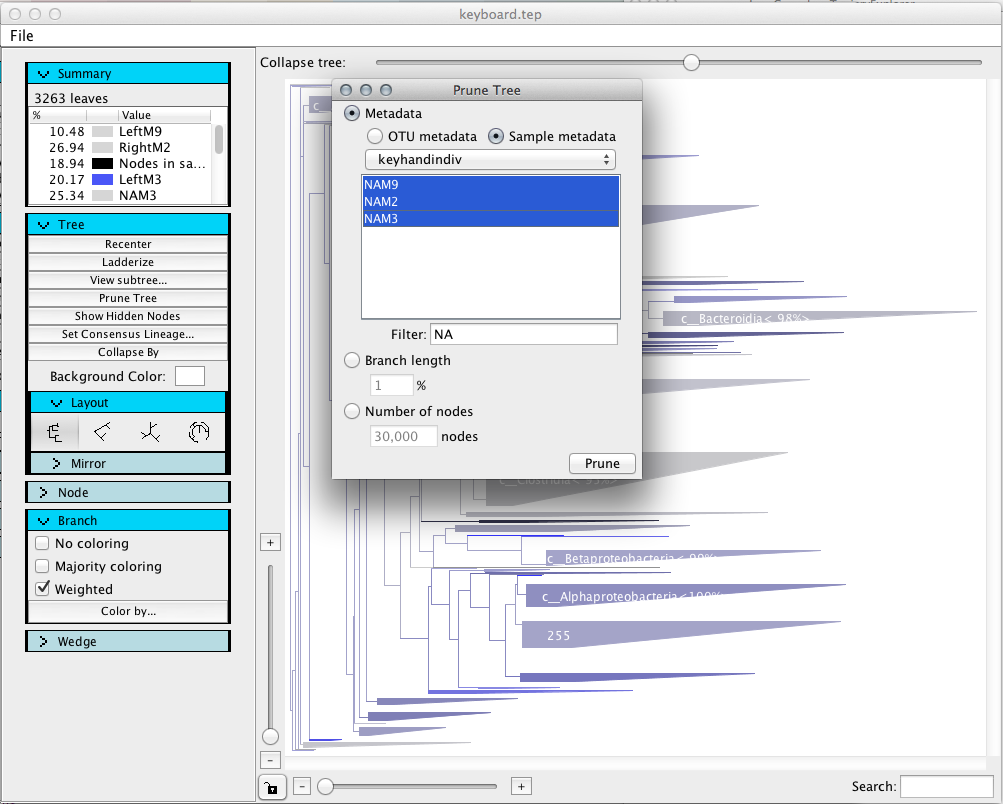 keyboard.tep
File
Summary
3263 leaves
% Value
10.48 LeftM9
26.94 RightM2
18.94 Nodes in sa...
20.17 LeftM3
25.34 NAM3
Tree
Recenter
Ladderize
View subtree...
Prune Tree
Show Hidden Nodes
Set Consensus Lineage...
Collapse By
Background Color:
Layout
Mirror
Node
Branch
No coloring
Majority coloring
Weighted
Color by...
Wedge
Collapse tree:
c_
Prune Tree
Metadata
OTU metadata Sample metadata
keyhandindiv
NAM9
NAM2
NAM3
Filter: NA
Branch length
1 %
Number of nodes
30,000 nodes
Prune
c__Bacteroidia< 98%>
c__Clostridia< 95%>
c__Betaproteobacteria< 99%>
c__Alphaproteobacteria<100%
255
+
-
- +
Search: